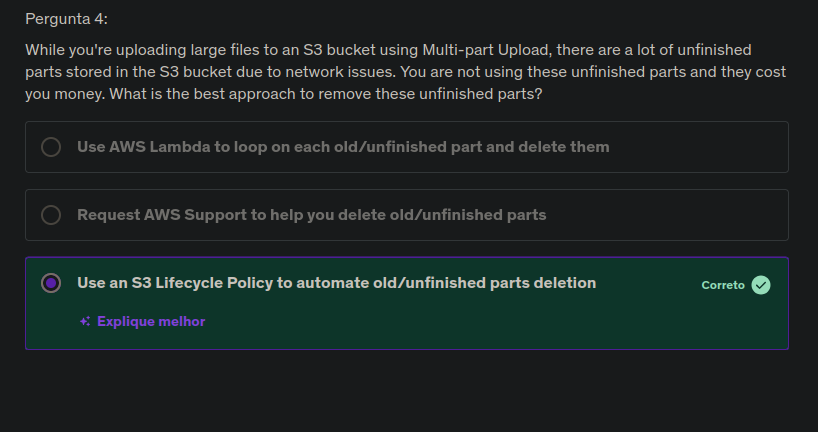 Pergunta 4:
While you're uploading large files to an S3 bucket using Multi-part Upload, there are a lot of unfinished
parts stored in the S3 bucket due to network issues. You are not using these unfinished parts and they cost
you money. What is the best approach to remove these unfinished parts?
Use AWS Lambda to loop on each old/unfinished part and delete them
Request AWS Support to help you delete old/unfinished parts
Use an S3 Lifecycle Policy to automate old/unfinished parts deletion
Correto
Explique melhor